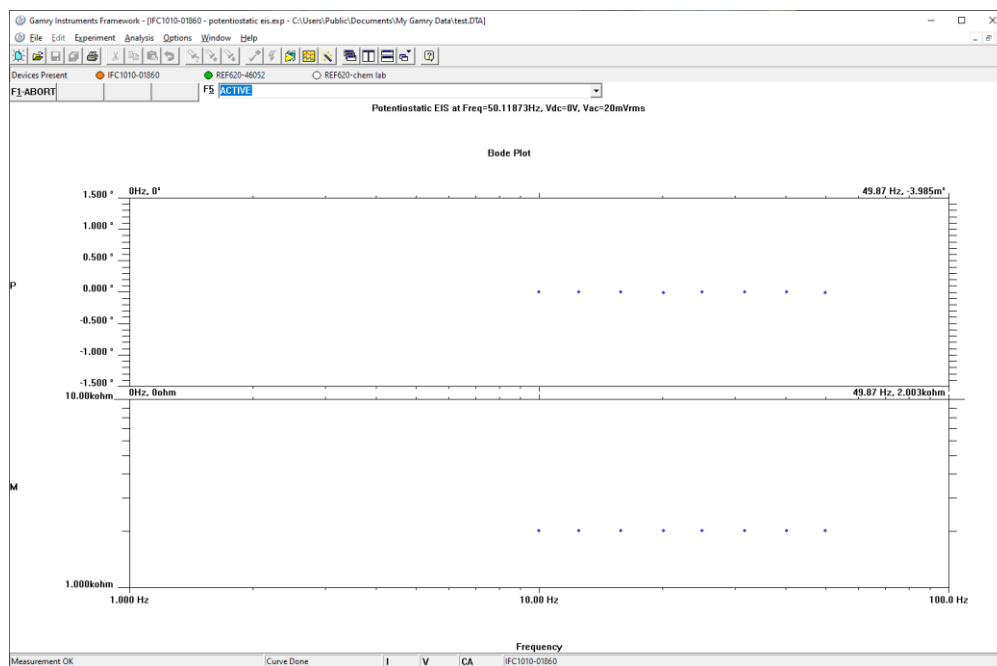 Gamry Instruments Framework - [IFC1010-01860 - potentiostatic eis.exp - C:\Users\Public\Documents\My Gamry Data\test.DTA]
File Edit Experiment Analysis Options Window Help
Devices Present IFC1010-01860 REF620-46052 REF620-chem lab
F1-ABORT F5 ACTIVE
Potentiostatic EIS at Freq=50.11873Hz, Vdc=0V, Vac=20mVrms
Bode Plot
0Hz, 0° 49.87 Hz, -3.985m°
1.500 °
1.000 °
0.500 °
P
0.000 °
-0.500 °
-1.000 °
-1.500 °
0Hz, 0ohm 49.87 Hz, 2.003kohm
10.00kohm
M
1.000kohm
1.000 Hz 10.00 Hz 100.0 Hz
Frequency
Measurement OK Curve Done I V CA IFC1010-01860